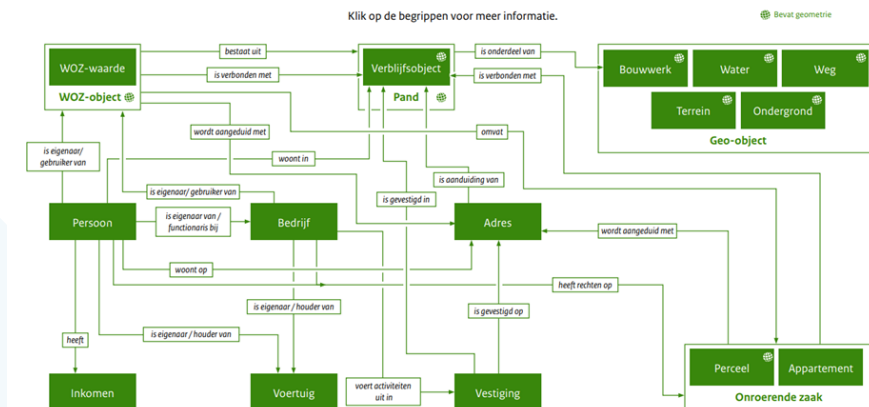 Klik op de begrippen voor meer informatie.
Bevat geometrie
bestaat uit
is onderdeel van
WOZ-waarde
Verblijfsobject
Bouwwerk
Water
Weg
is verbonden met
is verbonden met
WOZ-object
Pand
Terrein
Ondergrond
wordt aangeduid met
omvat
Geo-object
is eigenaar/
gebruiker van
woont in
is aanduiding van
is eigenaar/ gebruiker van
is gevestigd in
Persoon
is eigenaar van /
functionaris bij
Bedrijf
Adres
wordt aangeduid met
woont op
heeft rechten op
is eigenaar / houder van
is gevestigd op
heeft
is eigenaar / houder van
Perceel
Appartement
Inkomen
Voertuig
voert activiteiten
uit in
Vestiging
Onroerende zaak